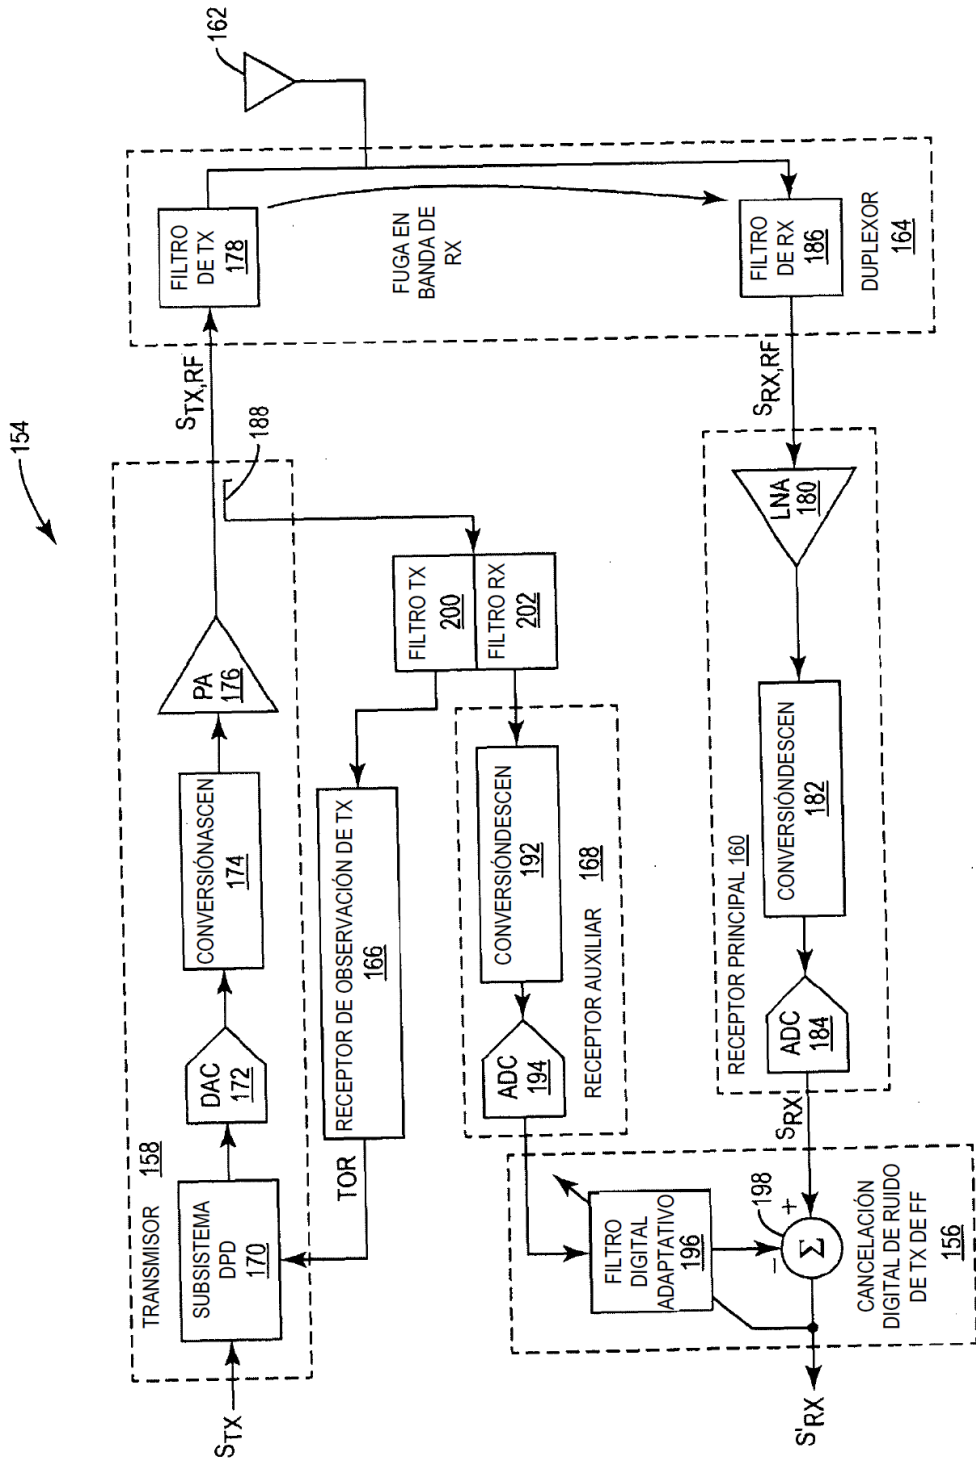 154
TRANSMISOR 158
STX
SUBSISTEMA
DPD
170
DAC
172
CONVERSIÓNASCEN
174
PA
176
STX,RF
188
162
FILTRO
DE TX
178
FUGA EN
BANDA DE
RX
FILTRO
DE RX
186
DUPLEXOR
164
TOR
RECEPTOR DE OBSERVACIÓN DE TX
166
FILTRO TX
200
FILTRO RX
202
CONVERSIÓNDESCEN
192
ADC
194
RECEPTOR AUXILIAR 168
SRX,RF
LNA
180
CONVERSIÓNDESCEN
182
ADC
184
RECEPTOR PRINCIPAL 160
SRX
FILTRO
DIGITAL
ADAPTATIVO
196
198
+
−
Σ
CANCELACIÓN
DIGITAL DE RUIDO
DE TX DE FF
156
S'RX